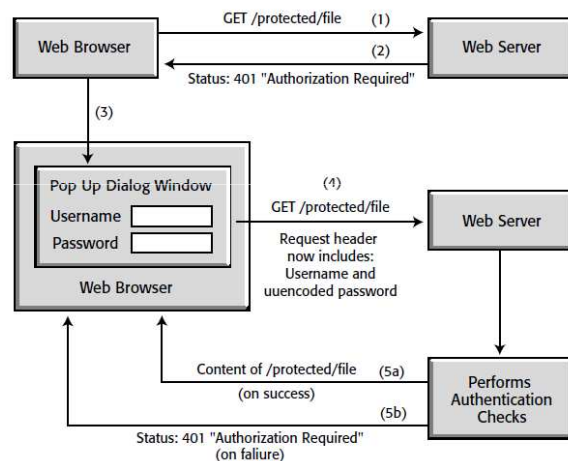 GET /protected/file (1)
Web Browser
Web Server
(2)
Status: 401 "Authorization Required"
(3)
Pop Up Dialog Window
Username
Password
Web Browser
(4)
GET /protected/file
Request header
now includes:
Username and
uuencoded password
Web Server
Content of /protected/file (5a)
(on success)
Performs
Authentication
Checks
(5b)
Status: 401 "Authorization Required"
(on faliure)